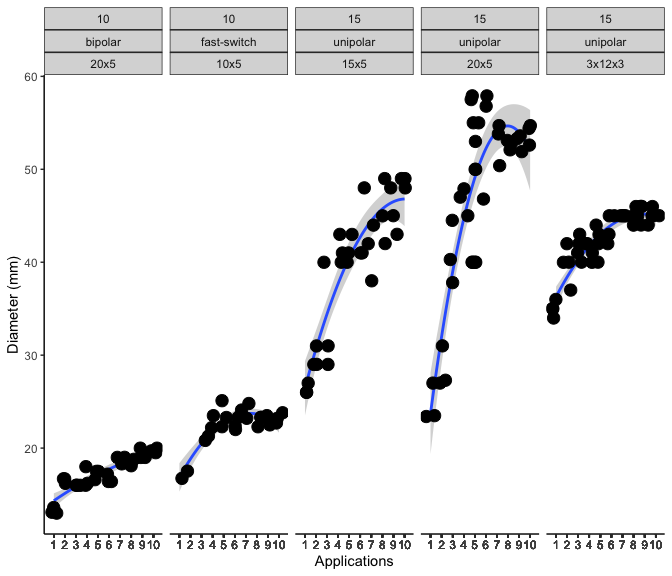 10 10 15 15 15
bipolar fast-switch unipolar unipolar unipolar
20x5 10x5 15x5 20x5 3x12x3
60
50
40
30
20
Diameter (mm)
1 2 3 4 5 6 7 8 9 10 1 2 3 4 5 6 7 8 9 10 1 2 3 4 5 6 7 8 9 10 1 2 3 4 5 6 7 8 9 10 1 2 3 4 5 6 7 8 9 10
Applications